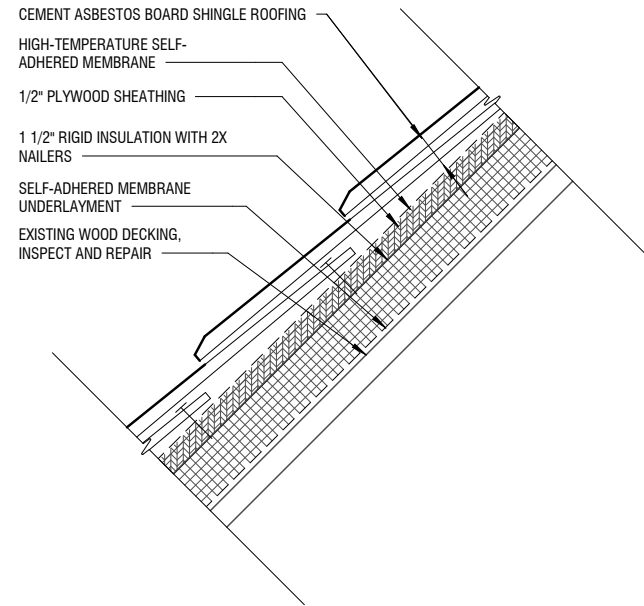 CEMENT ASBESTOS BOARD SHINGLE ROOFING
HIGH-TEMPERATURE SELF-
ADHERED MEMBRANE
1/2" PLYWOOD SHEATHING
1 1/2" RIGID INSULATION WITH 2X
NAILERS
SELF-ADHERED MEMBRANE
UNDERLAYMENT
EXISTING WOOD DECKING,
INSPECT AND REPAIR